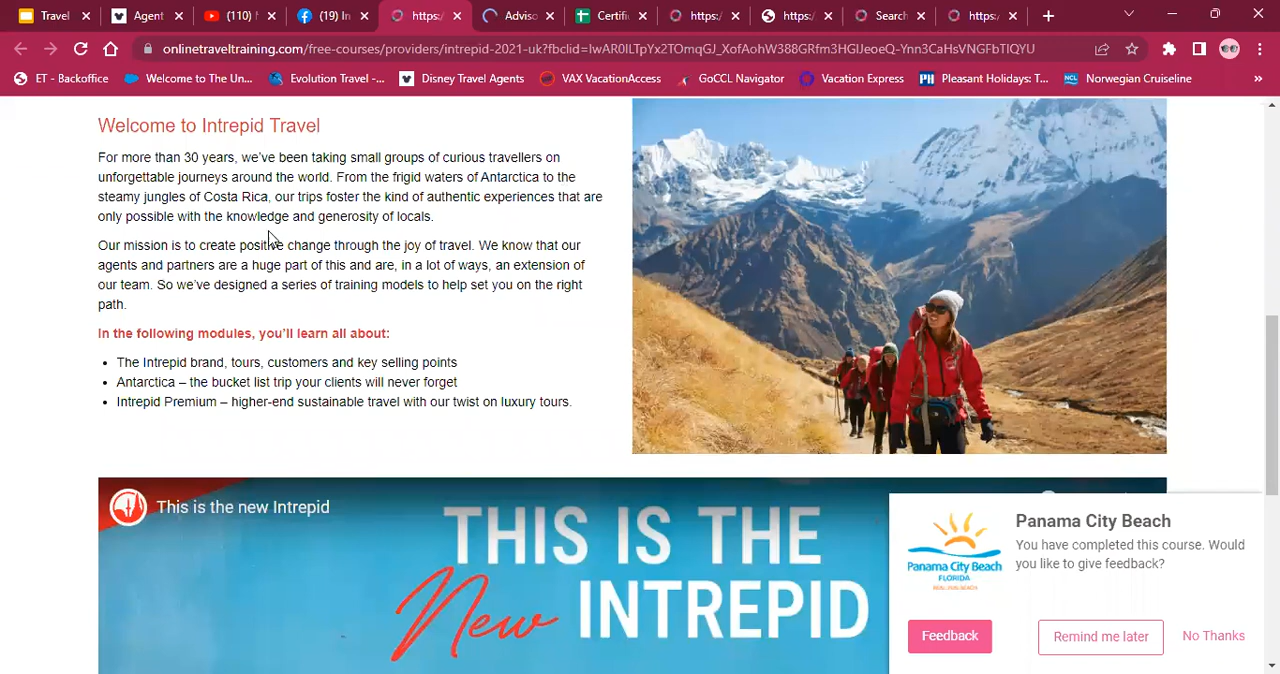 Travel
Agent
(110)
(19) In
https:/
Adviso
Certifi
https:/
https:/
Search
https:/
onlinetraveltraining.com/free-courses/providers/intrepid-2021-uk?fbclid=IwAR0ILTpYx2TOmqGJ_XofAohW388GRfm3HGIJeoeQ-Ynn3CaHsVNGFbTIQYU
ET - Backoffice
Welcome to The Un...
Evolution Travel -...
Disney Travel Agents
VAX VacationAccess
GoCCL Navigator
Vacation Express
Pleasant Holidays: T...
Norwegian Cruiseline
»
Welcome to Intrepid Travel
For more than 30 years, we've been taking small groups of curious travellers on
unforgettable journeys around the world. From the frigid waters of Antarctica to the
steamy jungles of Costa Rica, our trips foster the kind of authentic experiences that are
only possible with the knowledge and generosity of locals.
Our mission is to create positive change through the joy of travel. We know that our
agents and partners are a huge part of this and are, in a lot of ways, an extension of
our team. So we've designed a series of training models to help set you on the right
path.
In the following modules, you'll learn all about:
• The Intrepid brand, tours, customers and key selling points
• Antarctica – the bucket list trip your clients will never forget
• Intrepid Premium – higher-end sustainable travel with our twist on luxury tours.
This is the new Intrepid
THIS IS THE
New INTREPID
Panama City Beach
FLORIDA
Panama City Beach
You have completed this course. Would
you like to give feedback?
Feedback
Remind me later
No Thanks